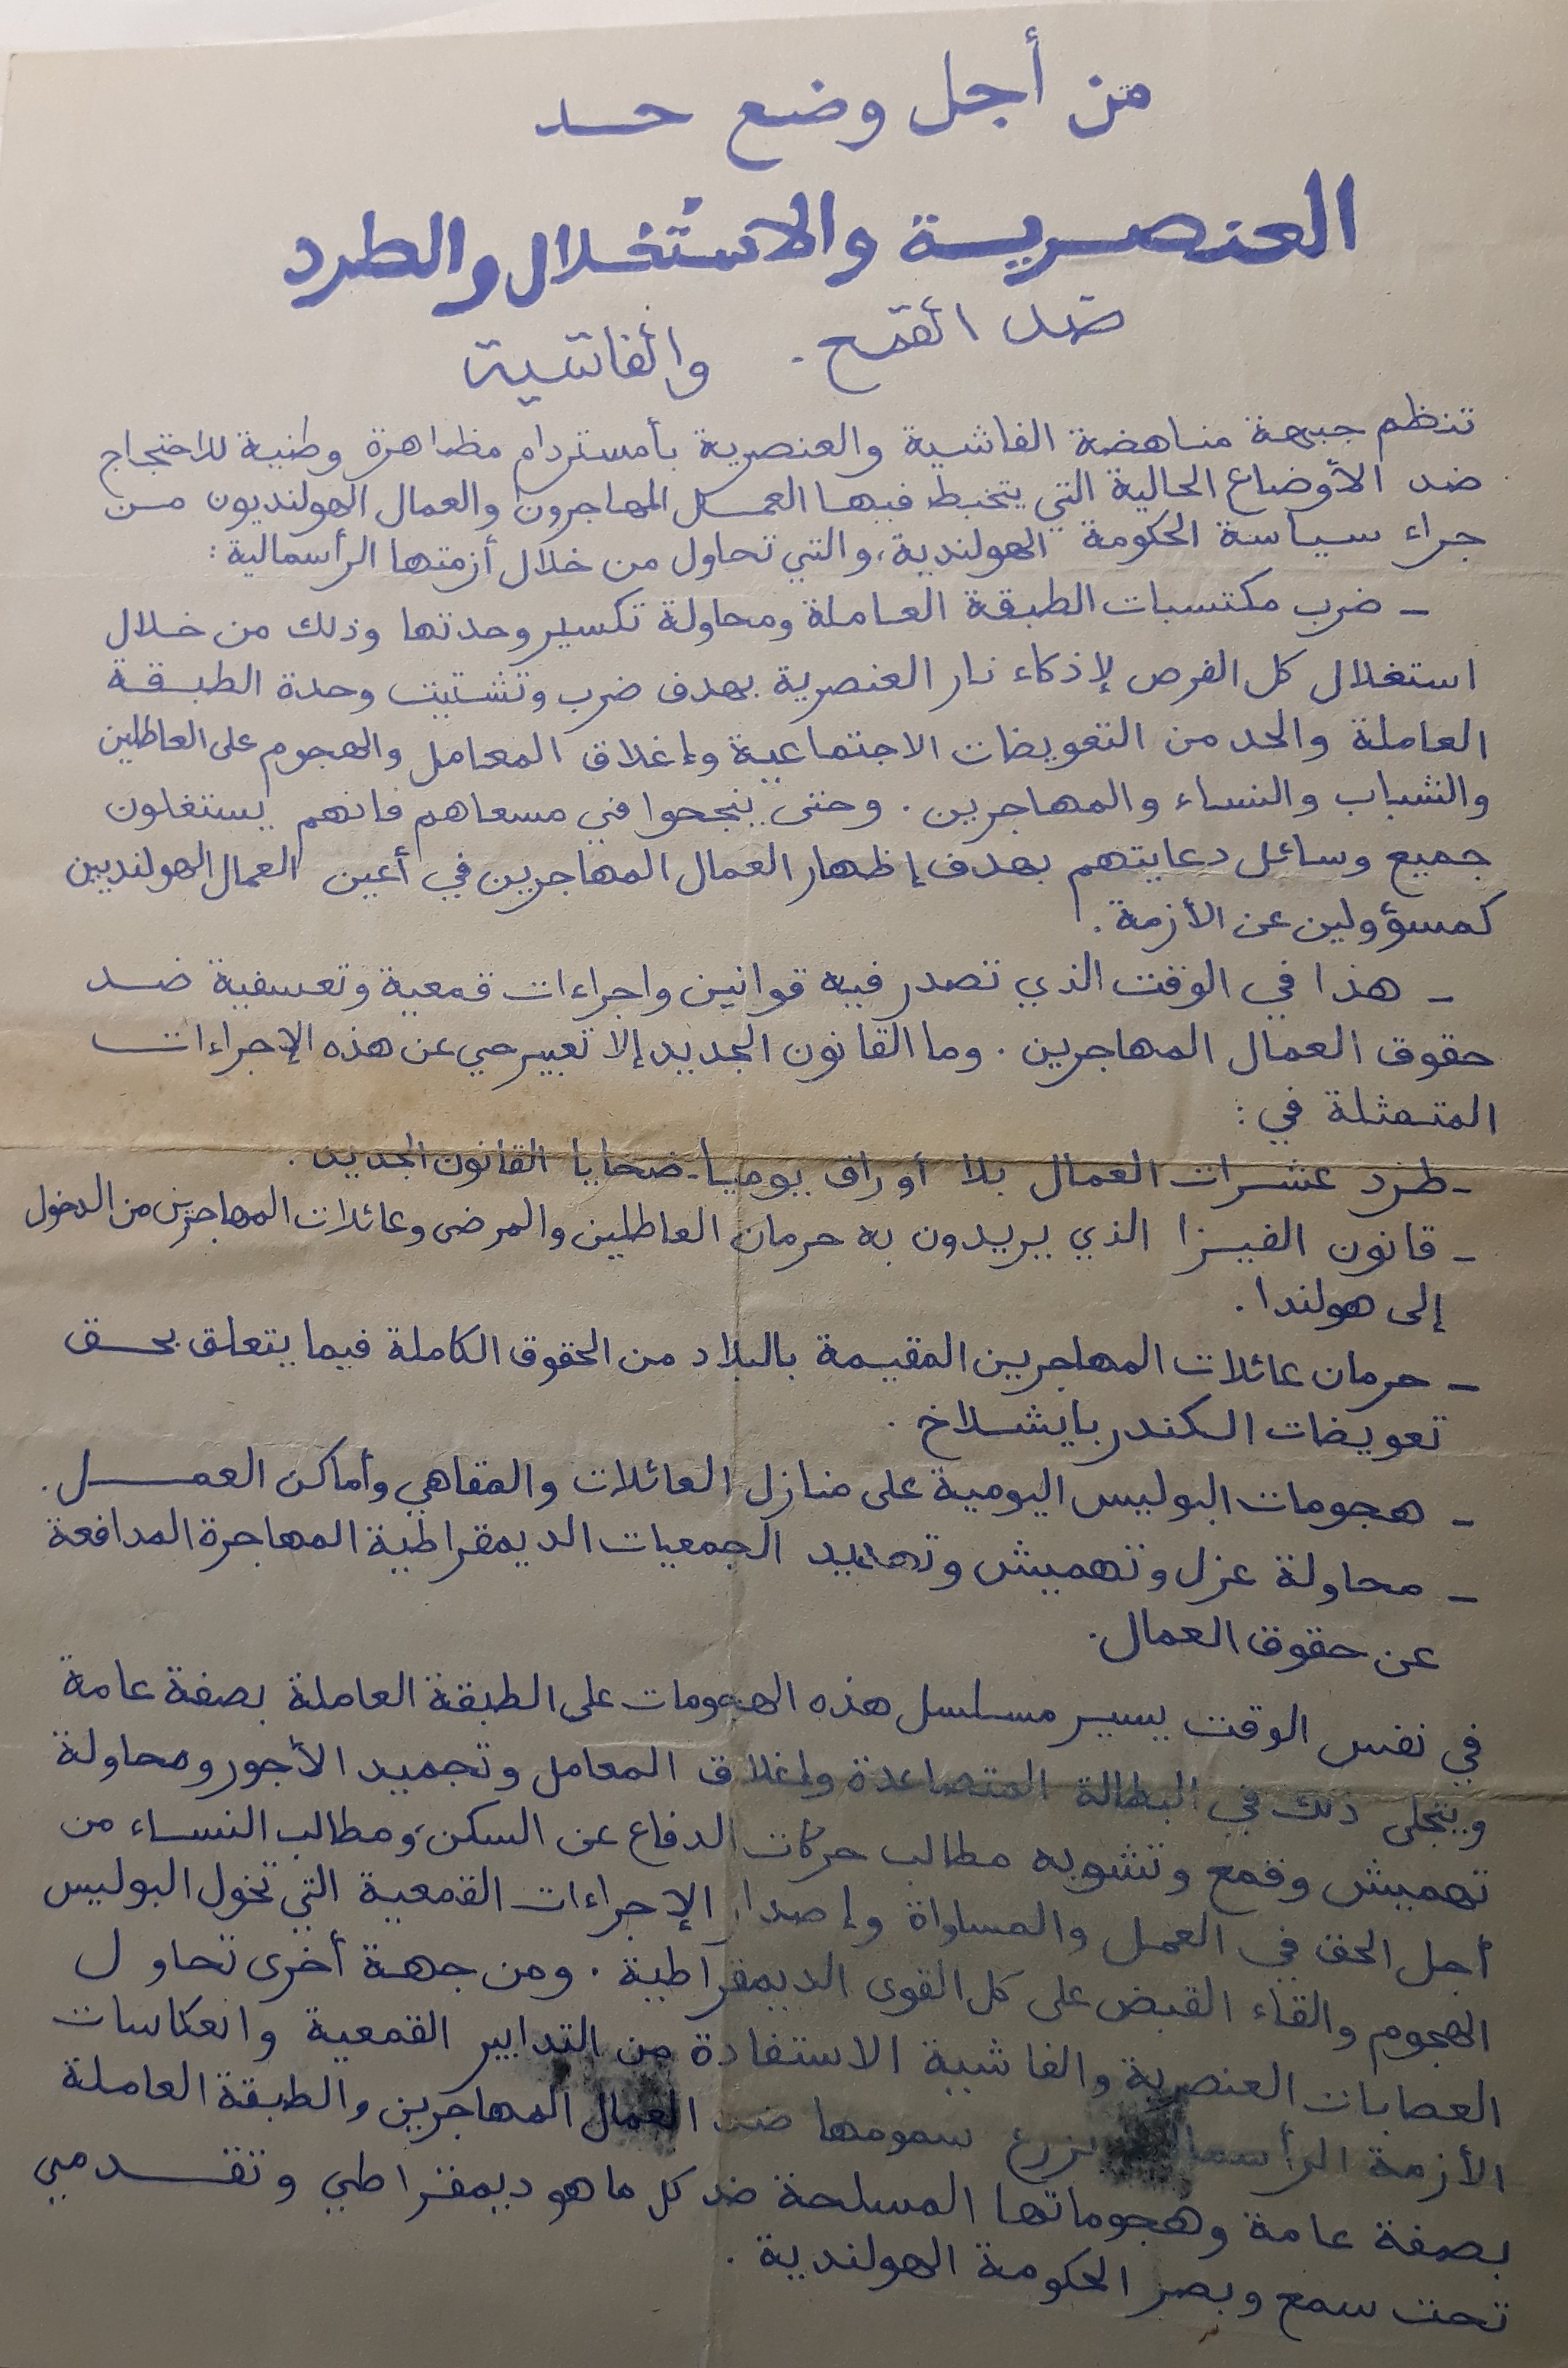 من أجل وضع حد
العنصرية والاستغلال والطرد
ضد القمع . والفاشية
تنظم جبهة مناهضة الفاشية والعنصرية بأمستردام مظاهرة وطنية للاحتجاج
ضد الأوضاع الحالية التي يتخبط فيها العمال المهاجرون والعمال الهولنديون من
جراء سياسة الحكومة الهولندية، والتي تحاول من خلال أزمتها الرأسمالية :
- ضرب مكتسبات الطبقة العاملة ومحاولة تكسير وحدتها وذلك من خلال
استغلال كل الفرص لإذكاء نار العنصرية بهدف ضرب وتشتيت وحدة الطبقة
العاملة والحد من التعويضات الاجتماعية وإغلاق المعامل والهجوم على العاطلين
والشباب والنساء والمهاجرين . وحتى ينجحوا في مسعاهم فانهم يستغلون
جميع وسائل دعايتهم بهدف إظهار العمال المهاجرين في أعين العمال الهولنديين
كمسؤولين عن الأزمة .
- هذا في الوقت الذي تصدر فيه قوانين واجراءات قمعية وتعسفية ضد
حقوق العمال المهاجرين . وما القانون الجديد إلا تعبير حي عن هذه الإجراءات
المتمثلة في :
- طرد عشرات العمال بلا أوراق يوميا - ضحايا القانون الجديد .
- قانون الفيزا الذي يريدون به حرمان العاطلين والمرضى وعائلات المهاجرين من الدخول
إلى هولندا .
- حرمان عائلات المهاجرين المقيمة بالبلاد من الحقوق الكاملة فيما يتعلق بحق
تعويضات الكندر بايشلاخ .
- هجومات البوليس اليومية على منازل العائلات والمقاهي وأماكن العمل .
- محاولة عزل وتهميش وتهديد الجمعيات الديمقراطية المهاجرة المدافعة
عن حقوق العمال .
في نفس الوقت يسير مسلسل هذه الهجومات على الطبقة العاملة بصفة عامة
ويتجلى ذلك في البطالة المتصاعدة وإغلاق المعامل وتجميد الأجور ومحاولة
تهميش وقمع وتشويه مطالب حركات الدفاع عن السكن، ومطالب النساء من
أجل الحق في العمل والمساواة وإصدار الإجراءات القمعية التي تخول البوليس
الهجوم والقاء القبض على كل القوى الديمقراطية . ومن جهة أخرى تحاول
العصابات العنصرية والفاشية الاستفادة من التدابير القمعية وانعكاسات
الأزمة بزرع سمومها ضد العمال المهاجرين والطبقة العاملة
بصفة عامة وهجوماتها المسلحة ضد كل ما هو ديمقراطي وتقدمي
تحت سمع وبصر الحكومة الهولندية .